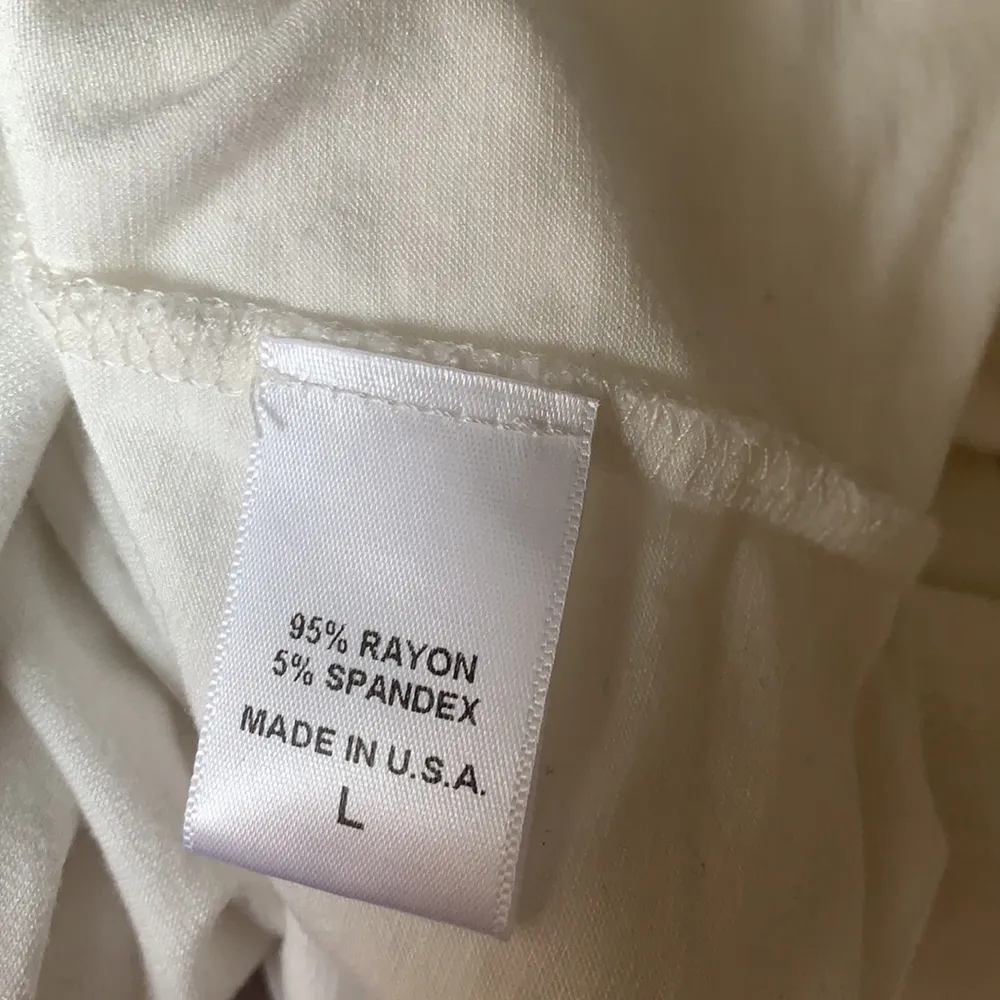 95% RAYON
5% SPANDEX
MADE IN U.S.A.
L